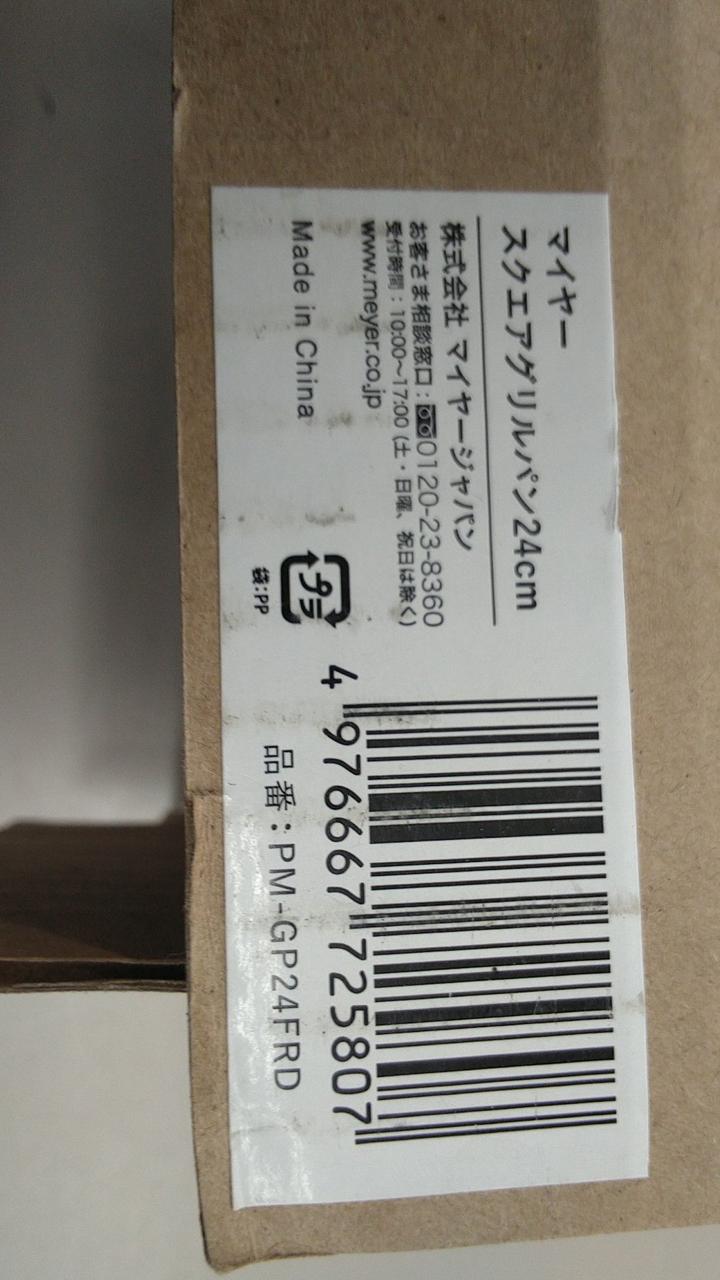 マイヤー
スクエアグリルパン24cm
株式会社 マイヤージャパン
お客さま相談窓口:0120-23-8360
受付時間:10:00〜17:00 (土・日曜、祝日は除く)
www.meyer.co.jp
Made in China
プラ
袋:PP
4 976667 725807
品番:PM-GP24FRD